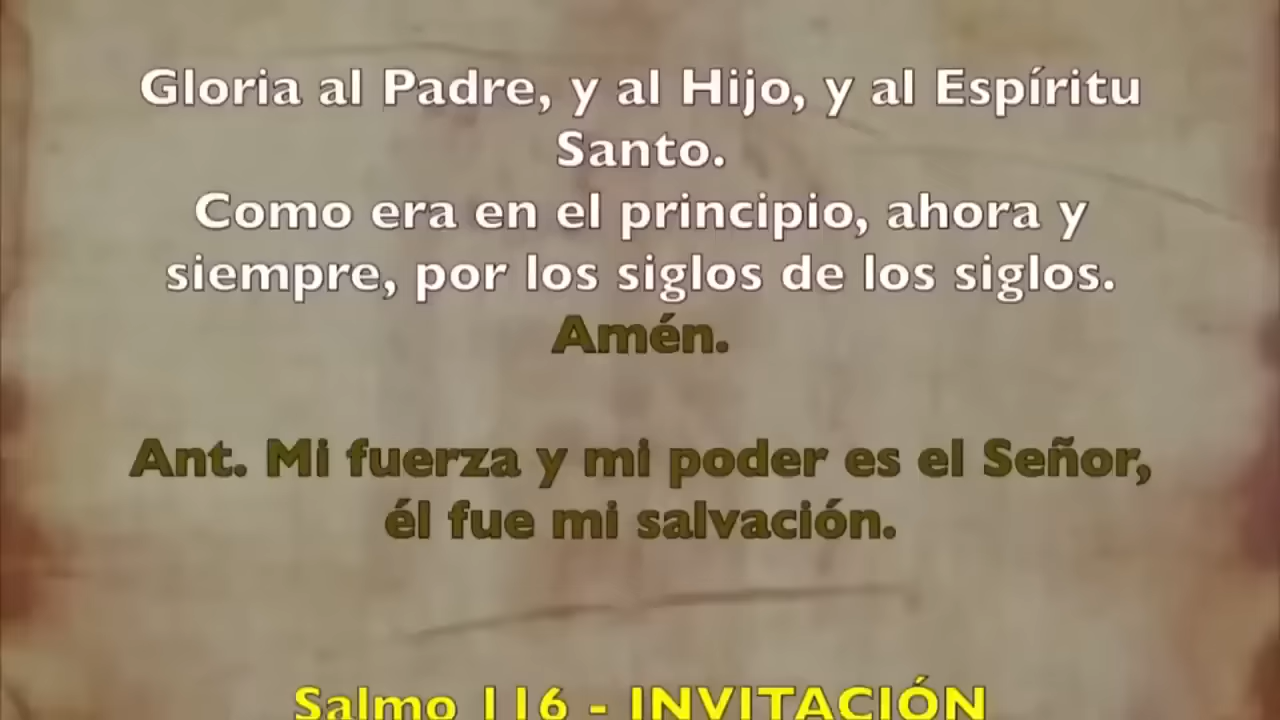 Gloria al Padre, y al Hijo, y al Espíritu
Santo.
Como era en el principio, ahora y
siempre, por los siglos de los siglos.
Amén.
Ant. Mi fuerza y mi poder es el Señor,
él fue mi salvación.
Salmo 116 - INVITACIÓN